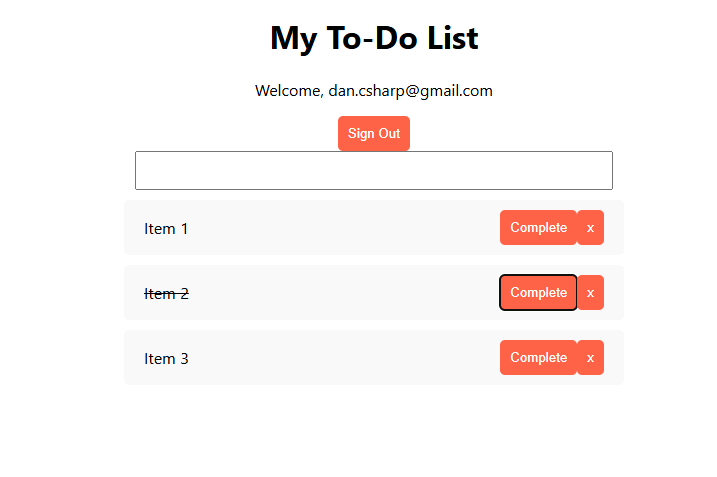 My To-Do List
Welcome, dan.csharp@gmail.com
Sign Out
Item 1 Complete x
Item 2 Complete x
Item 3 Complete x